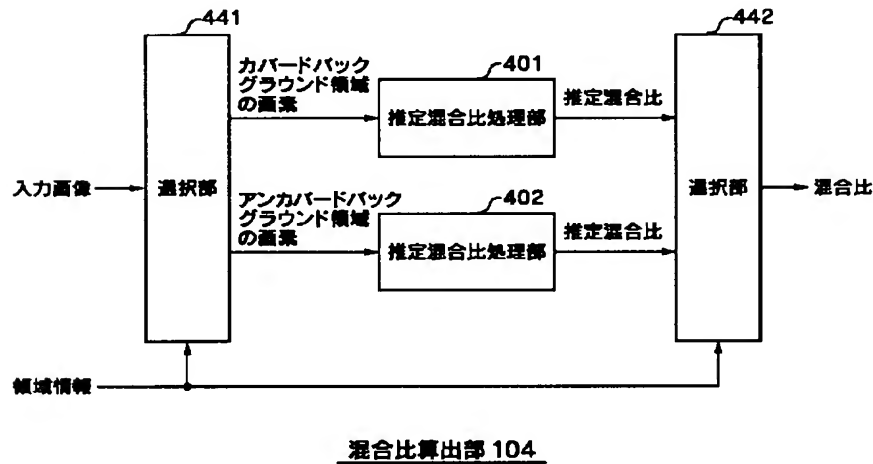 441
442
カバードバック
グラウンド領域
の画素
401
推定混合比処理部
推定混合比
入力画像
選択部
選択部
混合比
アンカバードバック
グラウンド領域
の画素
402
推定混合比処理部
推定混合比
領域情報
混合比算出部 104